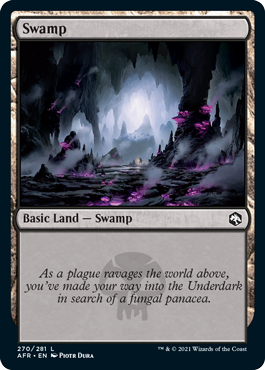 Swamp
Basic Land — Swamp
As a plague ravages the world above,
you've made your way into the Underdark
in search of a fungal panacea.
270/281 L
AFR • EN Piotr Dura
™ & © 2021 Wizards of the Coast